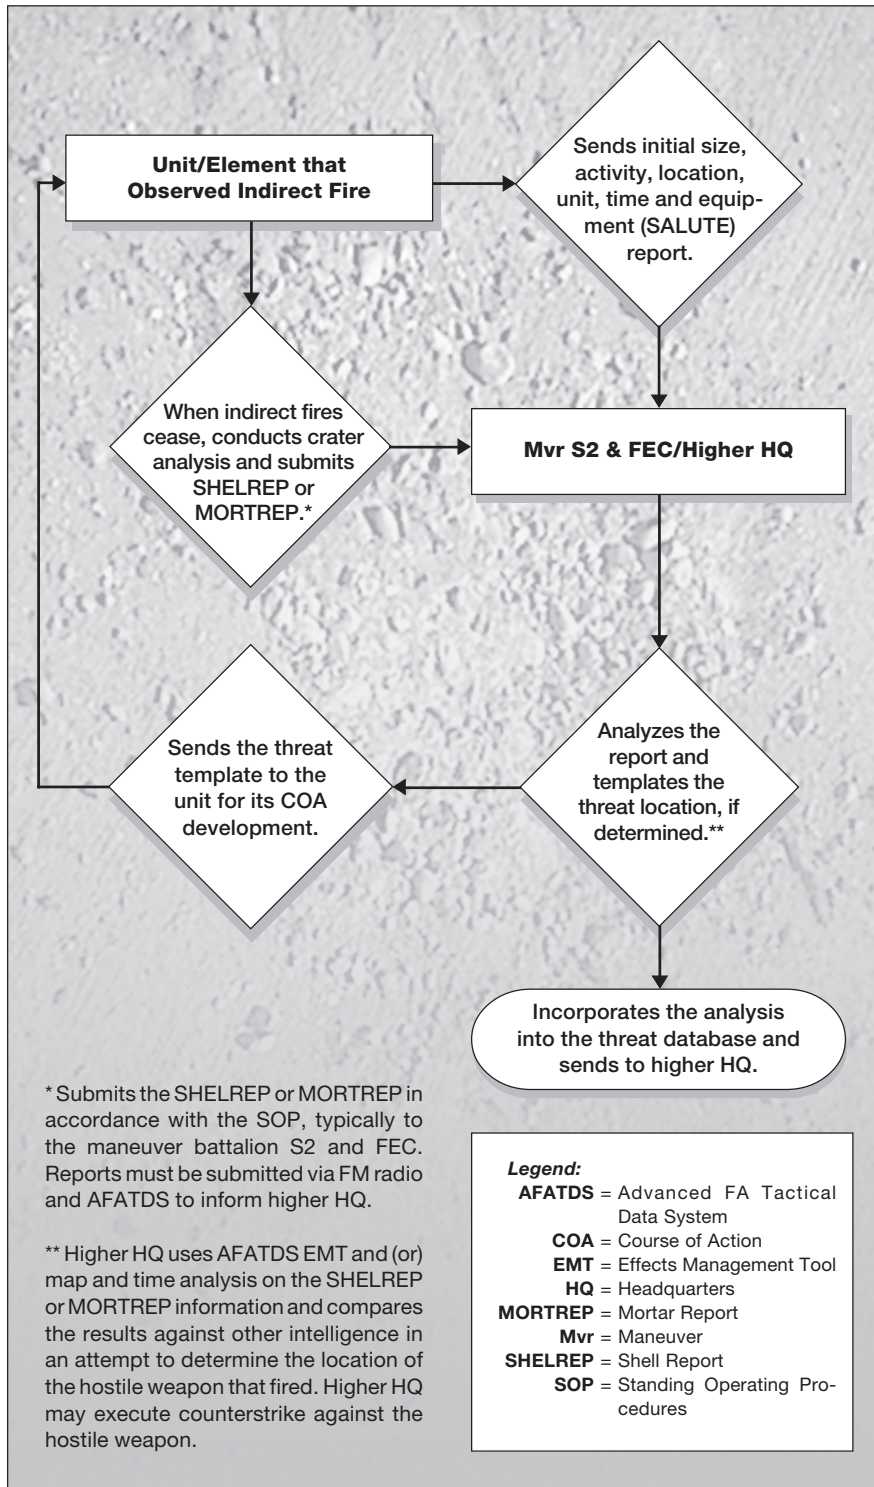 Unit/Element that
Observed Indirect Fire
Sends initial size,
activity, location,
unit, time and equip-
ment (SALUTE)
report.
When indirect fires
cease, conducts crater
analysis and submits
SHELREP or
MORTREP.*
Mvr S2 & FEC/Higher HQ
Sends the threat
template to the
unit for its COA
development.
Analyzes the
report and
templates the
threat location, if
determined.**
Incorporates the analysis
into the threat database and
sends to higher HQ.
* Submits the SHELREP or MORTREP in
accordance with the SOP, typically to
the maneuver battalion S2 and FEC.
Reports must be submitted via FM radio
and AFATDS to inform higher HQ.
** Higher HQ uses AFATDS EMT and (or)
map and time analysis on the SHELREP
or MORTREP information and compares
the results against other intelligence in
an attempt to determine the location of
the hostile weapon that fired. Higher HQ
may execute counterstrike against the
hostile weapon.
Legend:
AFATDS = Advanced FA Tactical
Data System
COA = Course of Action
EMT = Effects Management Tool
HQ = Headquarters
MORTREP = Mortar Report
Mvr = Maneuver
SHELREP = Shell Report
SOP = Standing Operating Pro-
cedures